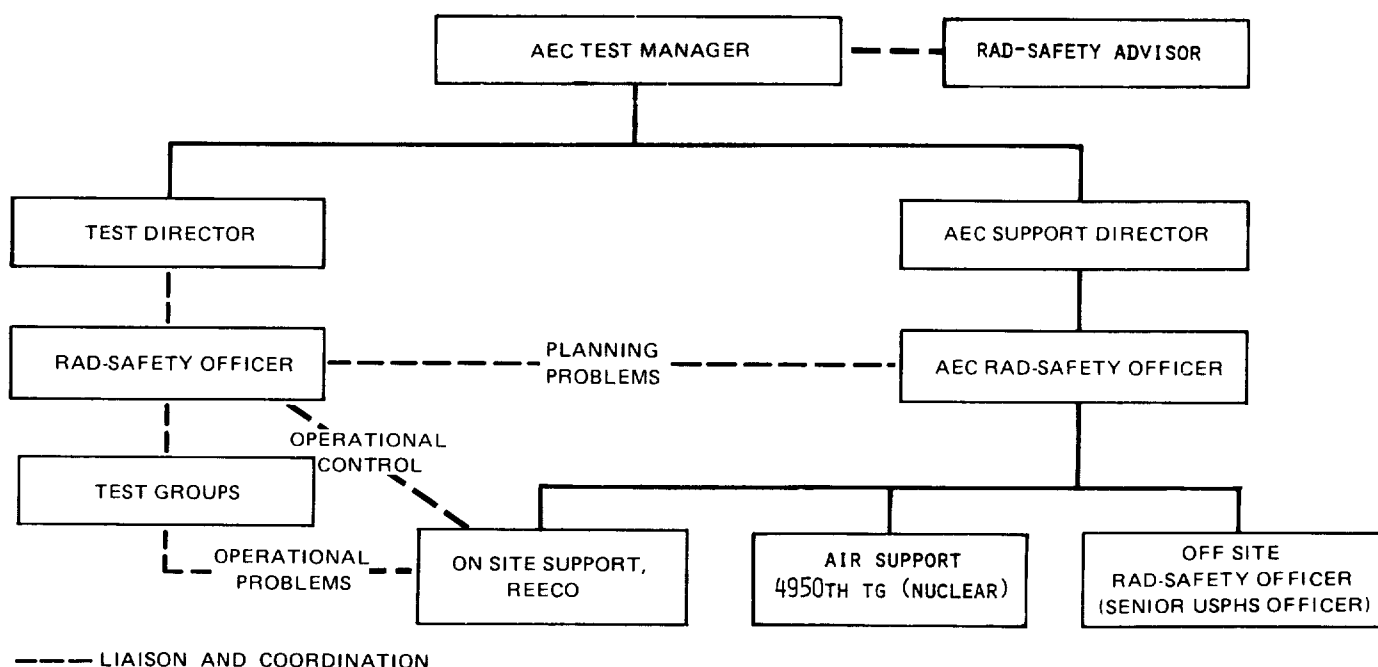 AEC TEST MANAGER
RAD-SAFETY ADVISOR
TEST DIRECTOR
AEC SUPPORT DIRECTOR
RAD-SAFETY OFFICER
PLANNING
PROBLEMS
AEC RAD-SAFETY OFFICER
OPERATIONAL
CONTROL
TEST GROUPS
OPERATIONAL
PROBLEMS
ON SITE SUPPORT,
REECO
AIR SUPPORT
4950TH TG (NUCLEAR)
OFF SITE
RAD-SAFETY OFFICER
(SENIOR USPHS OFFICER)
LIAISON AND COORDINATION